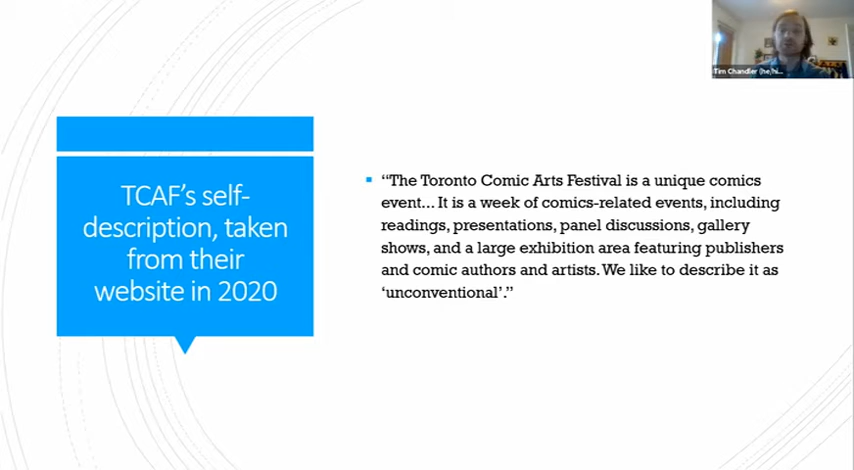 Tim Chandler (he,hi...
TCAF's self-
description, taken
from their
website in 2020
▪ “The Toronto Comic Arts Festival is a unique comics
event... It is a week of comics-related events, including
readings, presentations, panel discussions, gallery
shows, and a large exhibition area featuring publishers
and comic authors and artists. We like to describe it as
‘unconventional’.”